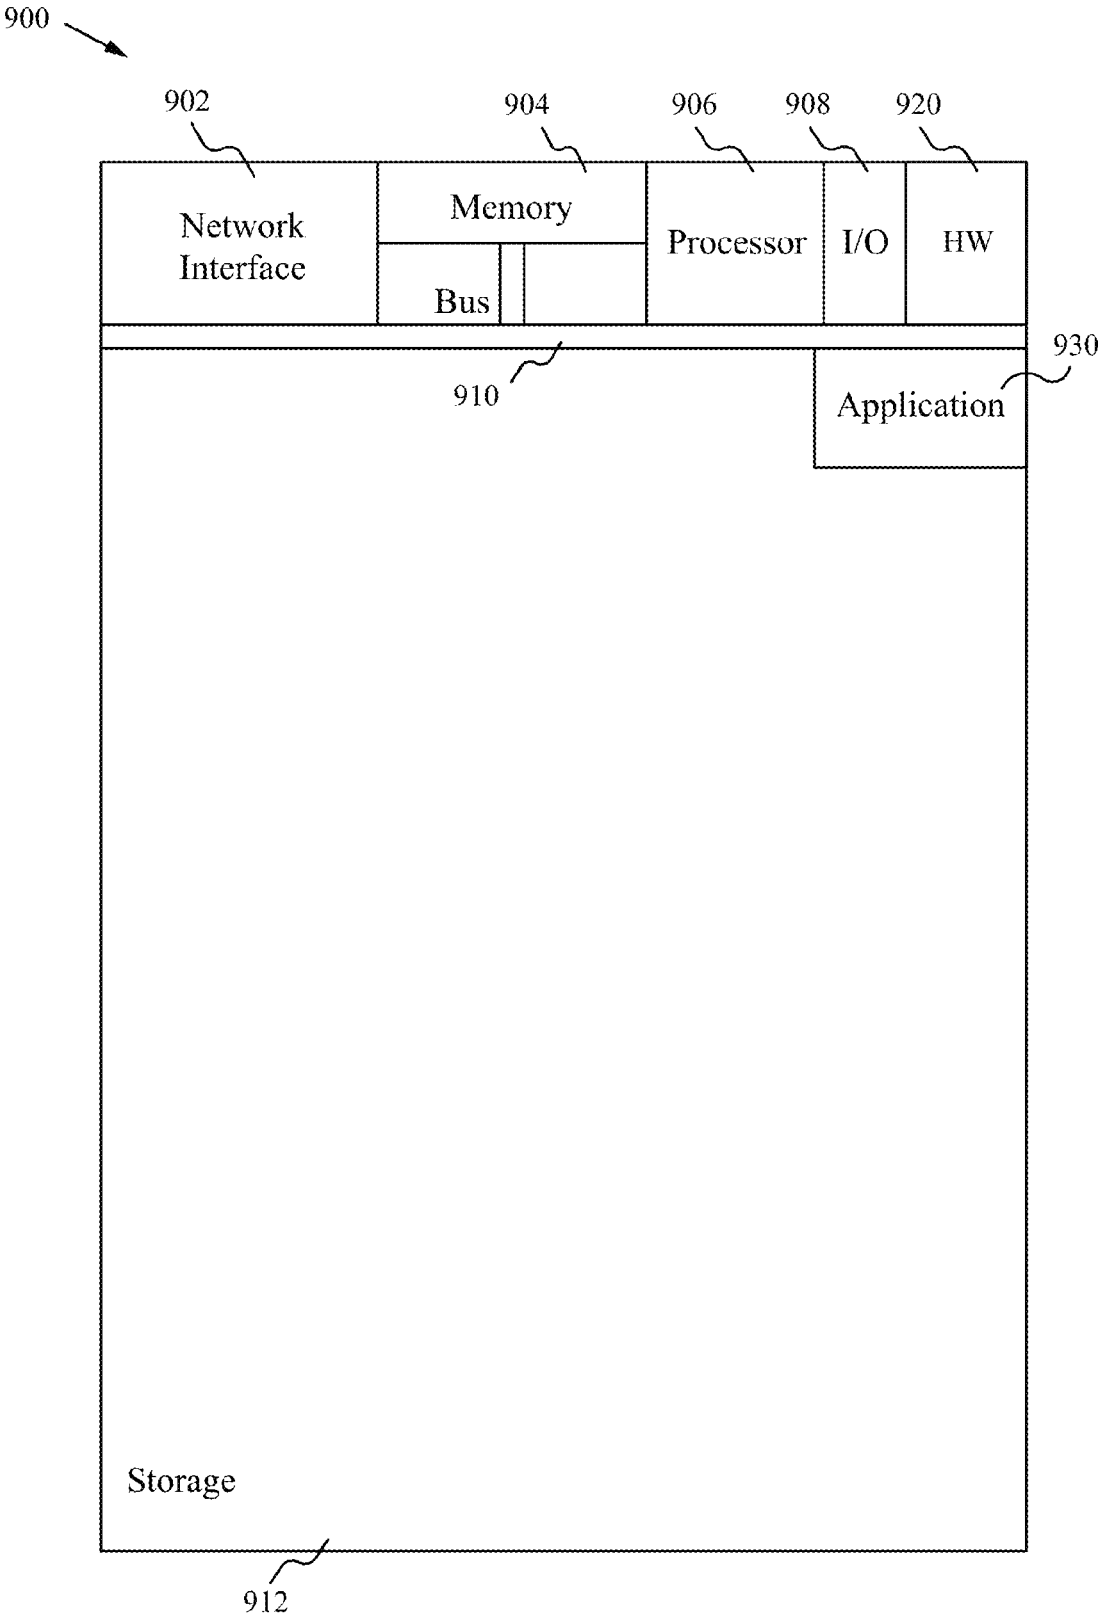 900
902
904
906
908
920
Network
Interface
Memory
Processor
I/O
HW
Bus
930
910
Application
Storage
912